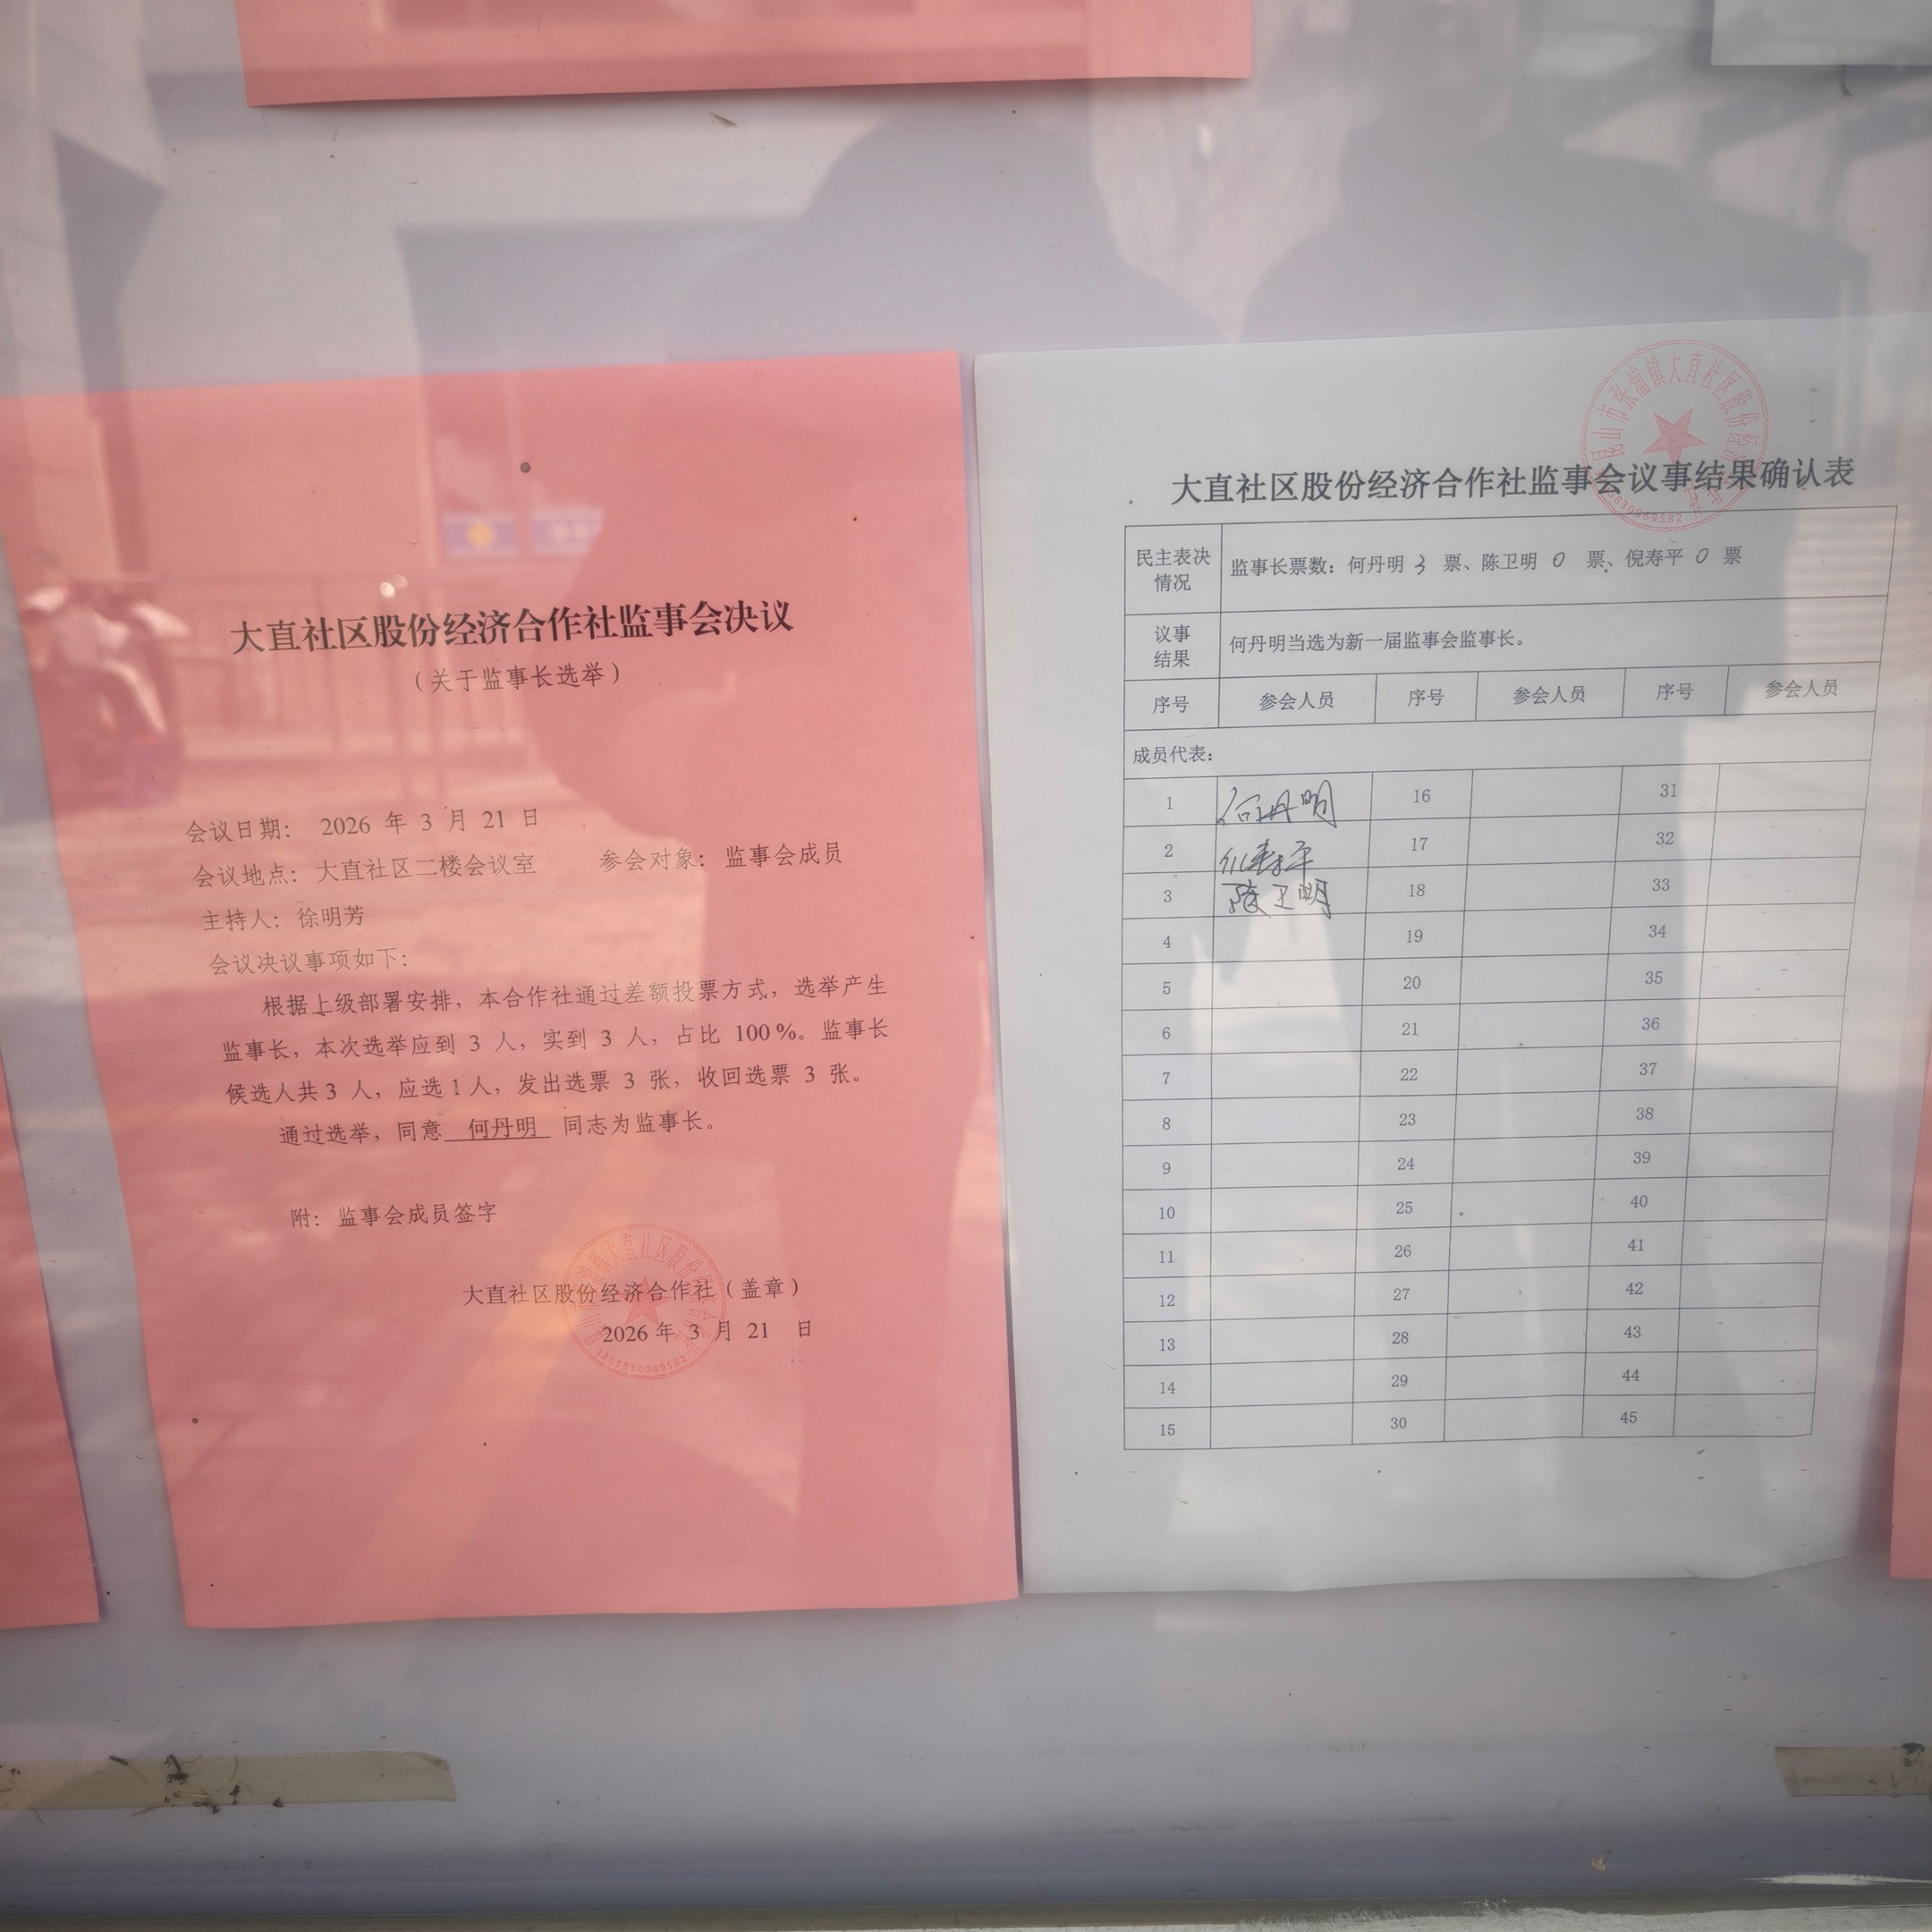 大直社区股份经济合作社监事会决议
（关于监事长选举）
会议日期： 2026 年 3 月 21 日
会议地点：大直社区二楼会议室 参会对象：监事会成员
主持人：徐明芳
会议决议事项如下：
根据上级部署安排，本合作社通过差额投票方式，选举产生
监事长，本次选举应到 3 人，实到 3 人，占比 100%。监事长
候选人共 3 人，应选 1 人，发出选票 3 张，收回选票 3 张。
通过选举，同意 何丹明 同志为监事长。
附：监事会成员签字
大直社区股份经济合作社（盖章）
2026 年 3 月 21 日
3205830969582
昆山市张浦镇大直社区股份经
大直社区股份经济合作社监事会议事结果确认表
民主表决情况 监事长票数：何丹明 3 票、陈卫明 0 票、倪寿平 0 票
议事结果 何丹明当选为新一届监事会监事长。
序号 参会人员 序号 参会人员 序号 参会人员
成员代表：
1 何丹明 16 31
2 倪寿平 17 32
3 陈卫明 18 33
4 19 34
5 20 35
6 21 36
7 22 37
8 23 38
9 24 39
10 25 40
11 26 41
12 27 42
13 28 43
14 29 44
15 30 45